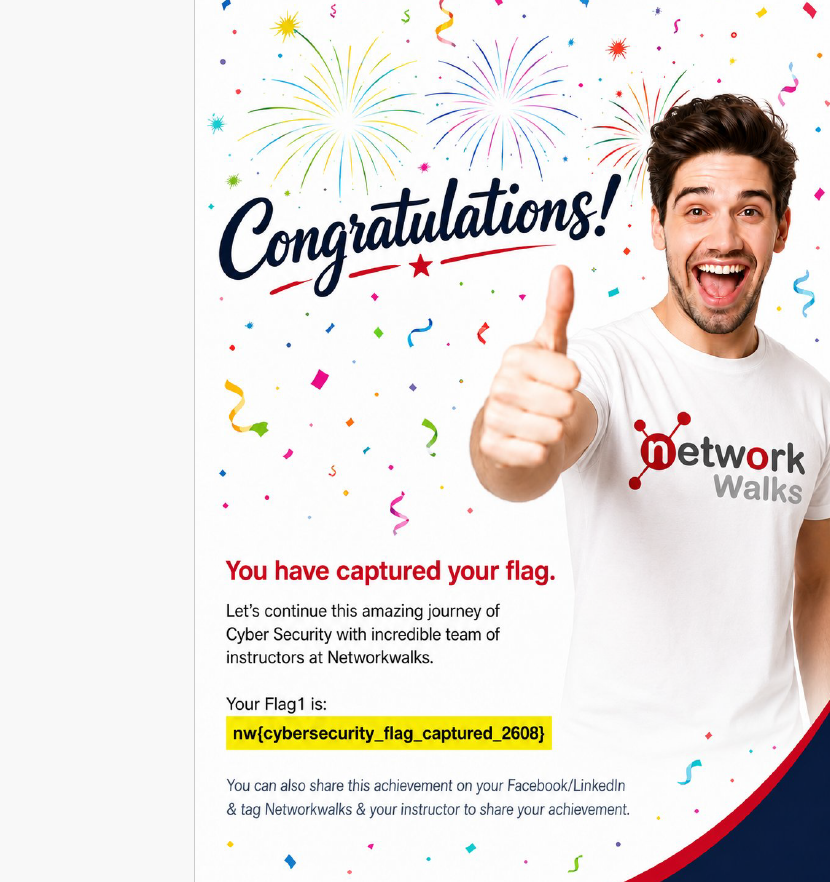 Congratulations!
network
Walks
You have captured your flag.
Let's continue this amazing journey of
Cyber Security with incredible team of
instructors at Networkwalks.
Your Flag1 is:
nw{cybersecurity_flag_captured_2608}
You can also share this achievement on your Facebook/LinkedIn
& tag Networkwalks & your instructor to share your achievement.